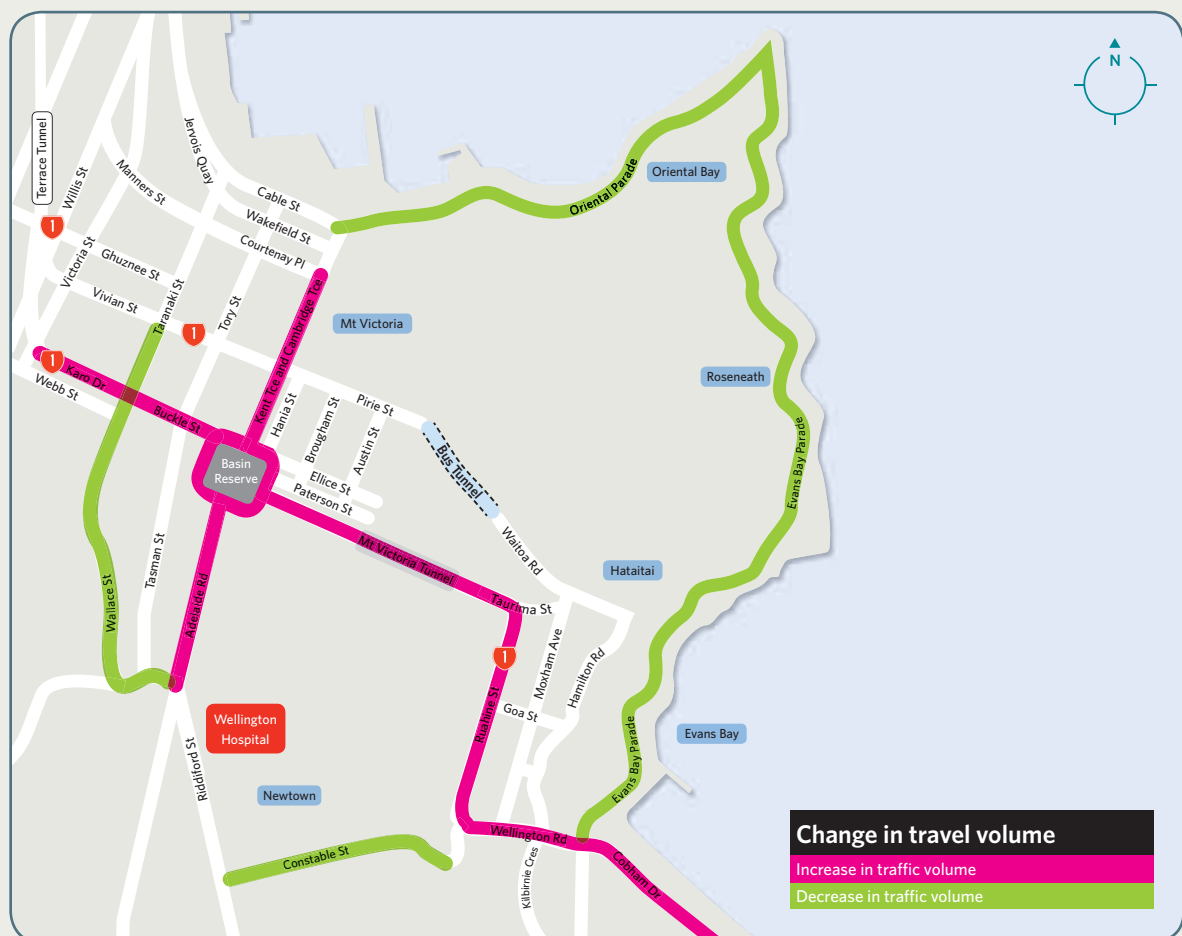 N
Terrace Tunnel
Jervois Quay
Willis St
Manners St
Oriental Bay
Oriental Parade
Cable St
1
Wakefield St
Courtenay Pl
Victoria St
Ghuznee St
Vivian St
Taranaki St
Tory St
Kent Tce and Cambridge Tce
Mt Victoria
1
1
Karo Dr
Webb St
Buckle St
Roseneath
Hania St
Brougham St
Pirie St
Austin St
Evans Bay Parade
Basin
Reserve
Ellice St
Paterson St
Bus Tunnel
Waitoa Rd
Tasman St
Mt Victoria Tunnel
Hataitai
Wallace St
Adelaide Rd
Taurima St
1
Moxham Ave
Hamilton Rd
Ruahine St
Goa St
Wellington
Hospital
Evans Bay
Evans Bay Parade
Riddiford St
Newtown
Wellington Rd
Constable St
Kilbirnie Cres
Cobham Dr
Change in travel volume
Increase in traffic volume
Decrease in traffic volume